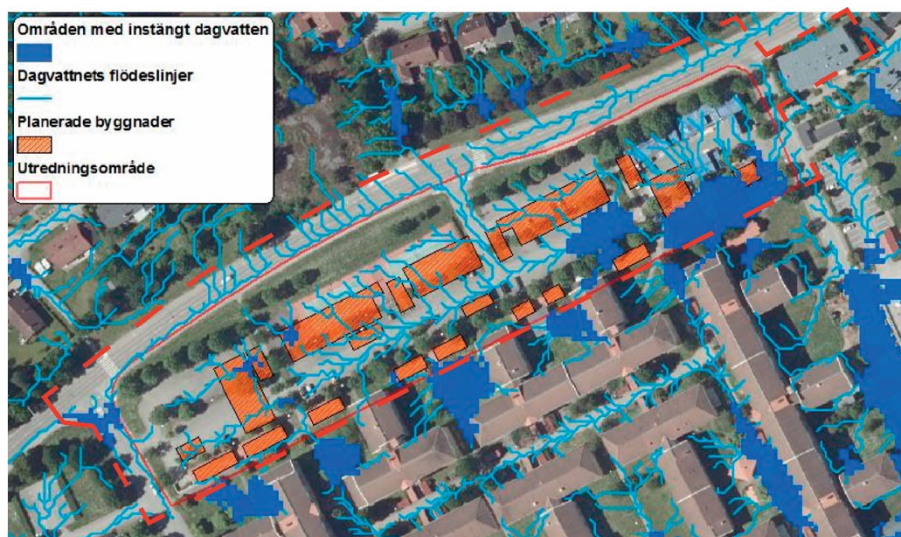 Områden med instängt dagvatten
Dagvattnets flödeslinjer
Planerade byggnader
Utredningsområde